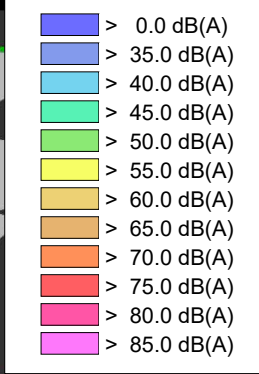 > 0.0 dB(A)
> 35.0 dB(A)
> 40.0 dB(A)
> 45.0 dB(A)
> 50.0 dB(A)
> 55.0 dB(A)
> 60.0 dB(A)
> 65.0 dB(A)
> 70.0 dB(A)
> 75.0 dB(A)
> 80.0 dB(A)
> 85.0 dB(A)